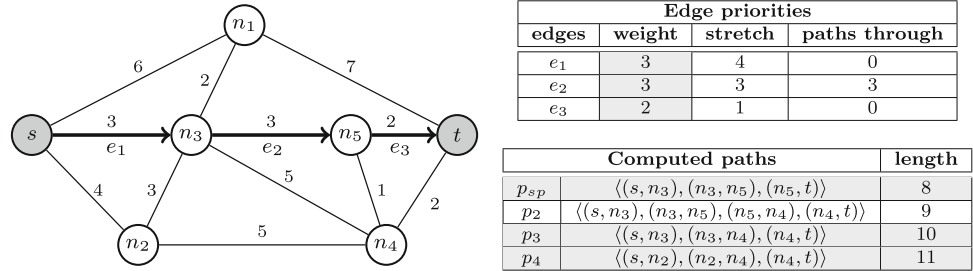 n1
6
7
2
s
3
e1
n3
3
e2
n5
2
e3
t
4
3
5
1
2
n2
5
n4
Edge priorities
edges weight stretch paths through
e1 3 4 0
e2 3 3 3
e3 2 1 0
Computed paths length
psp ⟨(s, n3), (n3, n5), (n5, t)⟩ 8
p2 ⟨(s, n3), (n3, n5), (n5, n4), (n4, t)⟩ 9
p3 ⟨(s, n3), (n3, n4), (n4, t)⟩ 10
p4 ⟨(s, n2), (n2, n4), (n4, t)⟩ 11